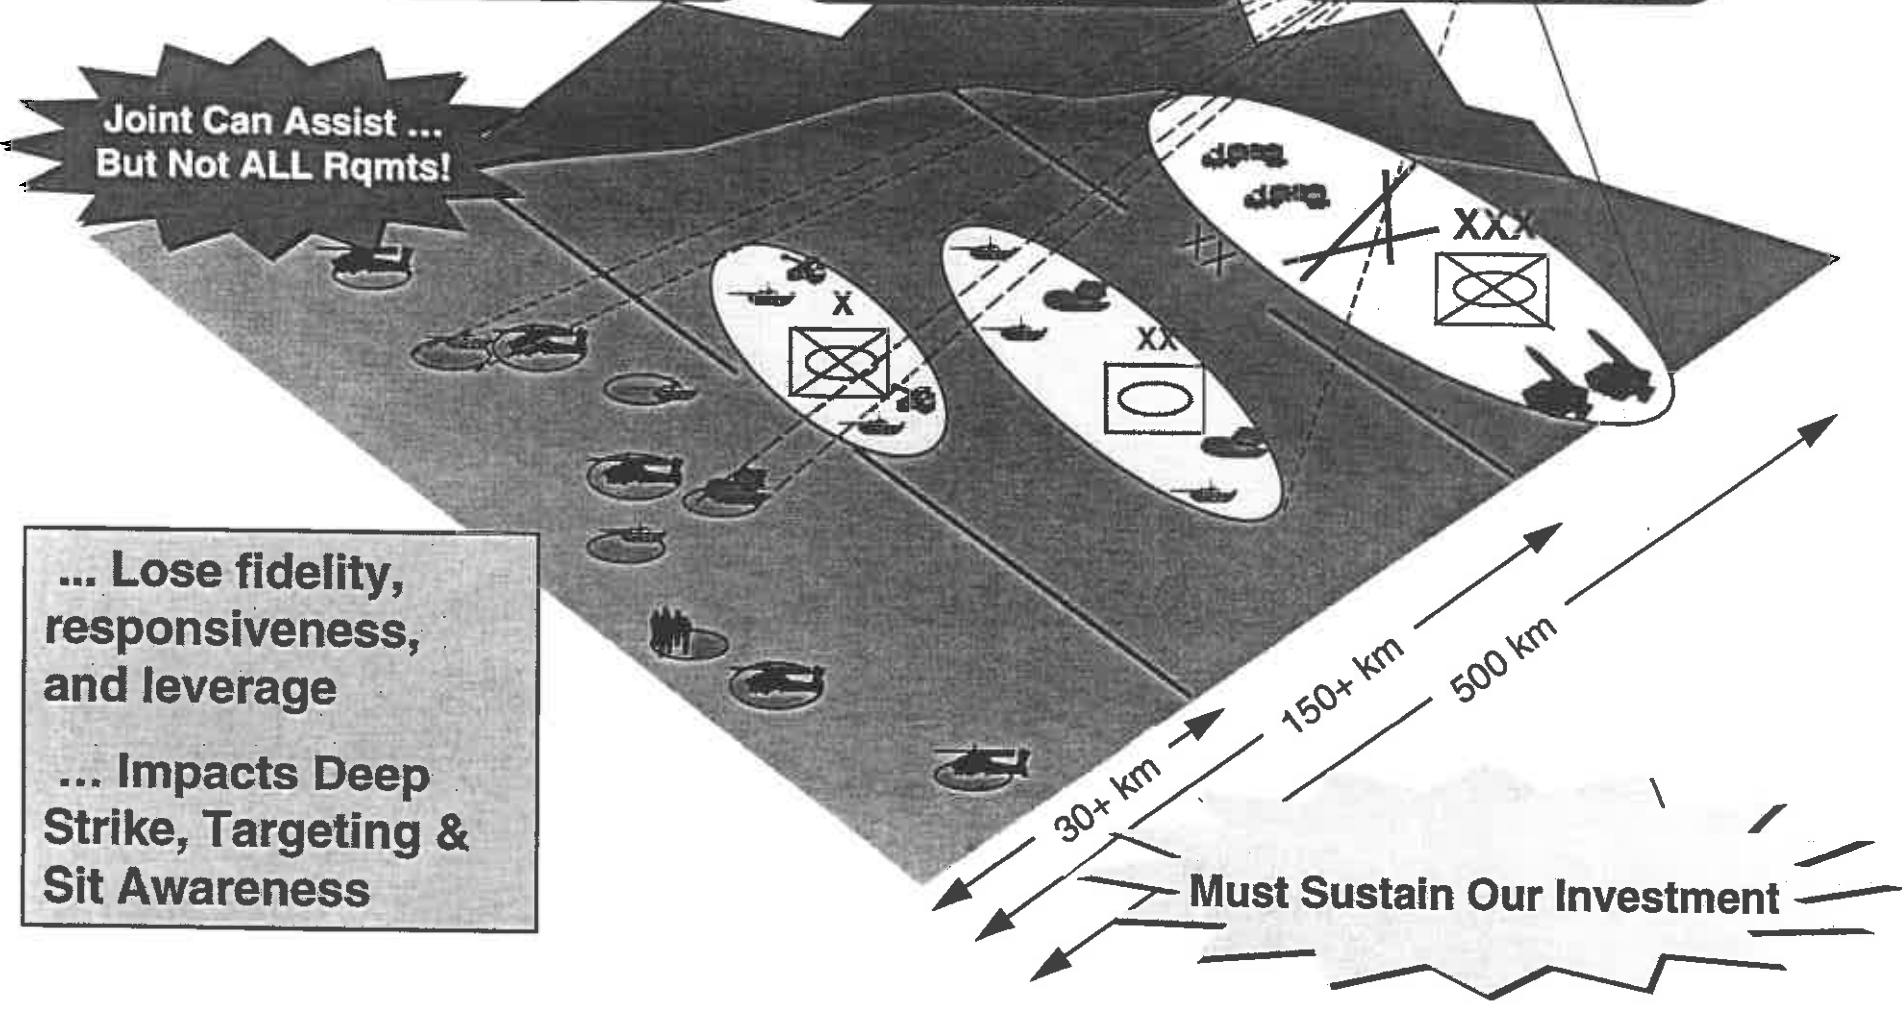 Joint Can Assist ...
But Not ALL Rqmts!
X
XX
XXX
... Lose fidelity,
responsiveness,
and leverage
... Impacts Deep
Strike, Targeting &
Sit Awareness
30+ km
150+ km
500 km
Must Sustain Our Investment